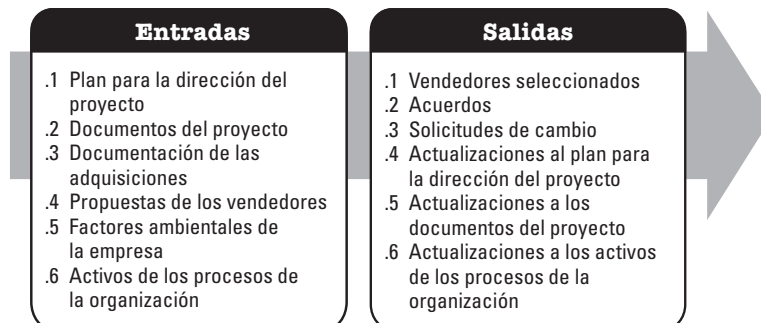 Entradas
.1 Plan para la dirección del
proyecto
.2 Documentos del proyecto
.3 Documentación de las
adquisiciones
.4 Propuestas de los vendedores
.5 Factores ambientales de
la empresa
.6 Activos de los procesos de
la organización
Salidas
.1 Vendedores seleccionados
.2 Acuerdos
.3 Solicitudes de cambio
.4 Actualizaciones al plan para
la dirección del proyecto
.5 Actualizaciones a los
documentos del proyecto
.6 Actualizaciones a los activos
de los procesos de la
organización